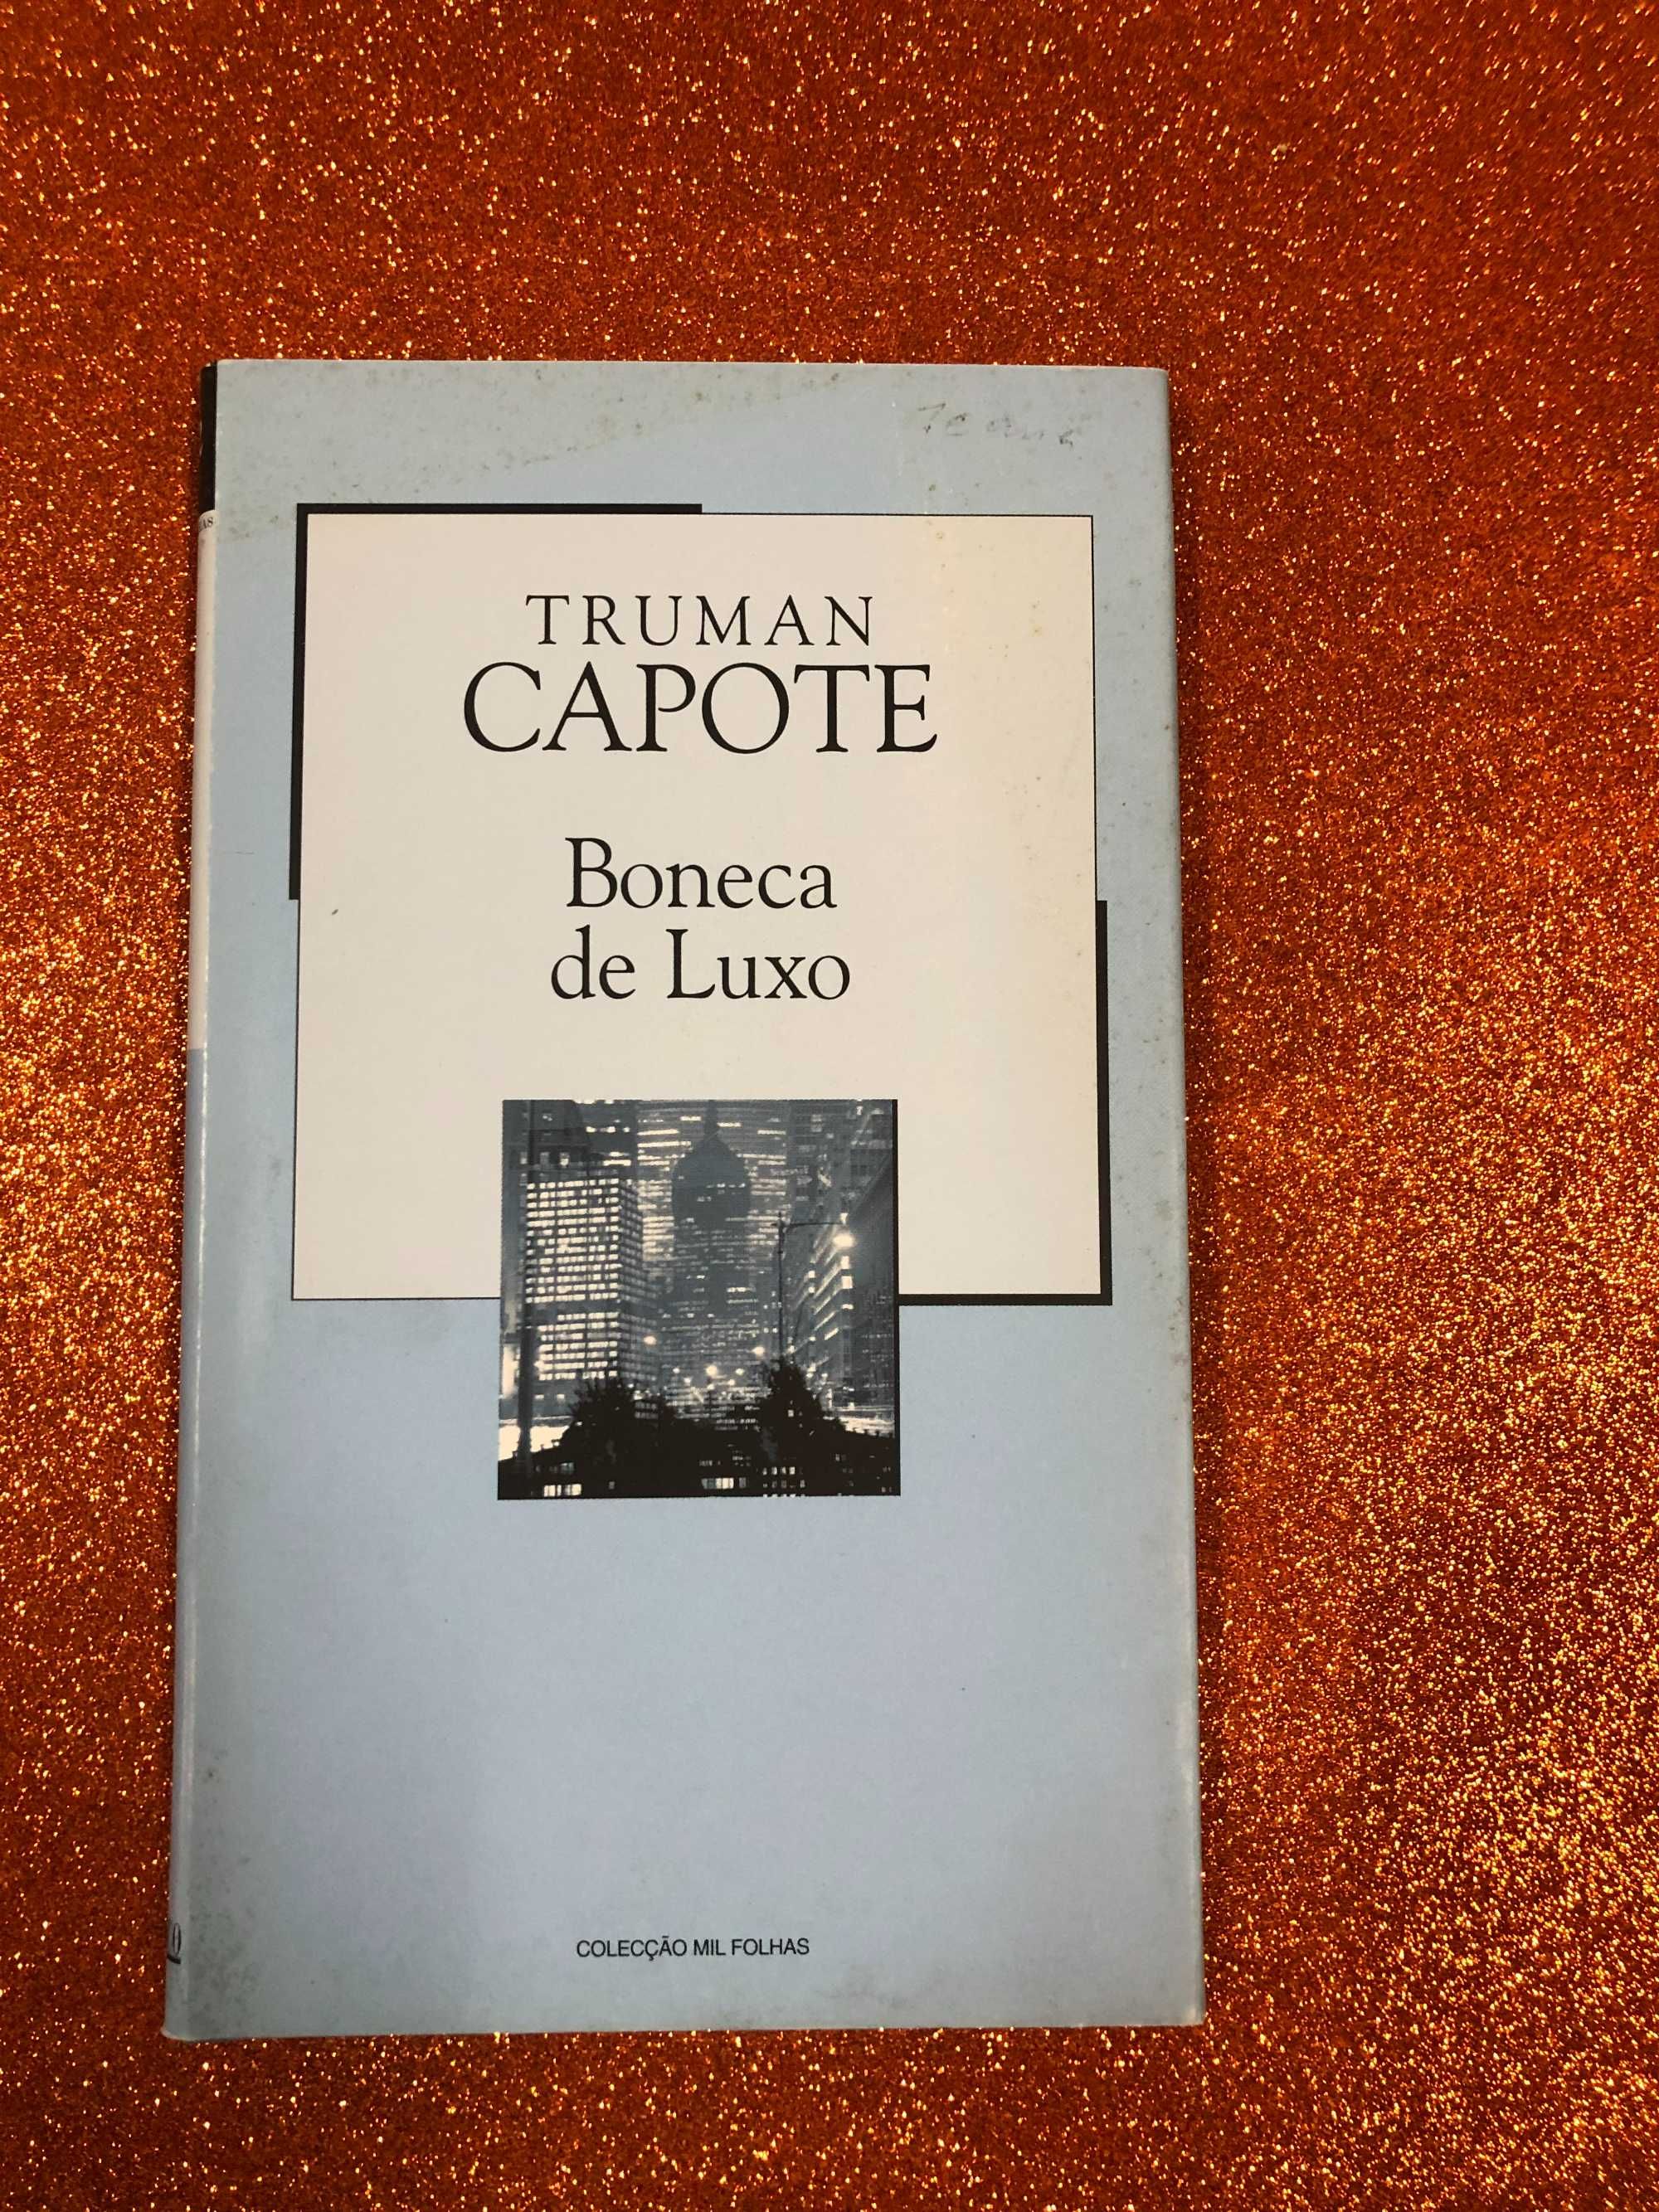 TRUMAN
CAPOTE
Boneca
de Luxo
COLECÇÃO MIL FOLHAS